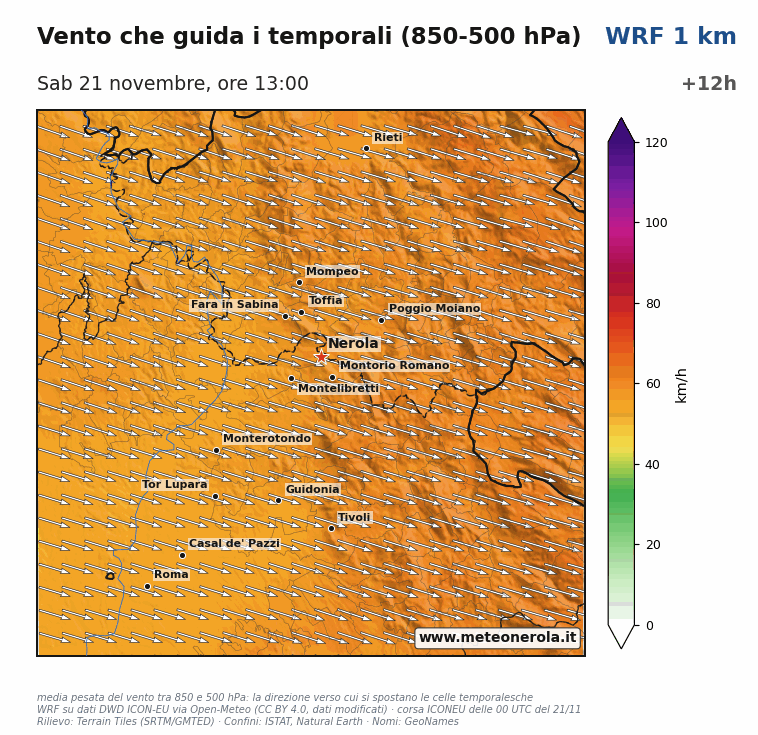 Vento che guida i temporali (850-500 hPa) WRF 1 km
Sab 21 novembre, ore 13:00 +12h
Rieti
Mompeo
Toffia
Fara in Sabina
Poggio Moiano
Nerola
Montorio Romano
Montelibretti
Monterotondo
Tor Lupara
Guidonia
Tivoli
Casal de' Pazzi
Roma
www.meteonerola.it
120
100
80
60
40
20
0
km/h
media pesata del vento tra 850 e 500 hPa: la direzione verso cui si spostano le celle temporalesche
WRF su dati DWD ICON-EU via Open-Meteo (CC BY 4.0, dati modificati) · corsa ICONEU delle 00 UTC del 21/11
Rilievo: Terrain Tiles (SRTM/GMTED) · Confini: ISTAT, Natural Earth · Nomi: GeoNames